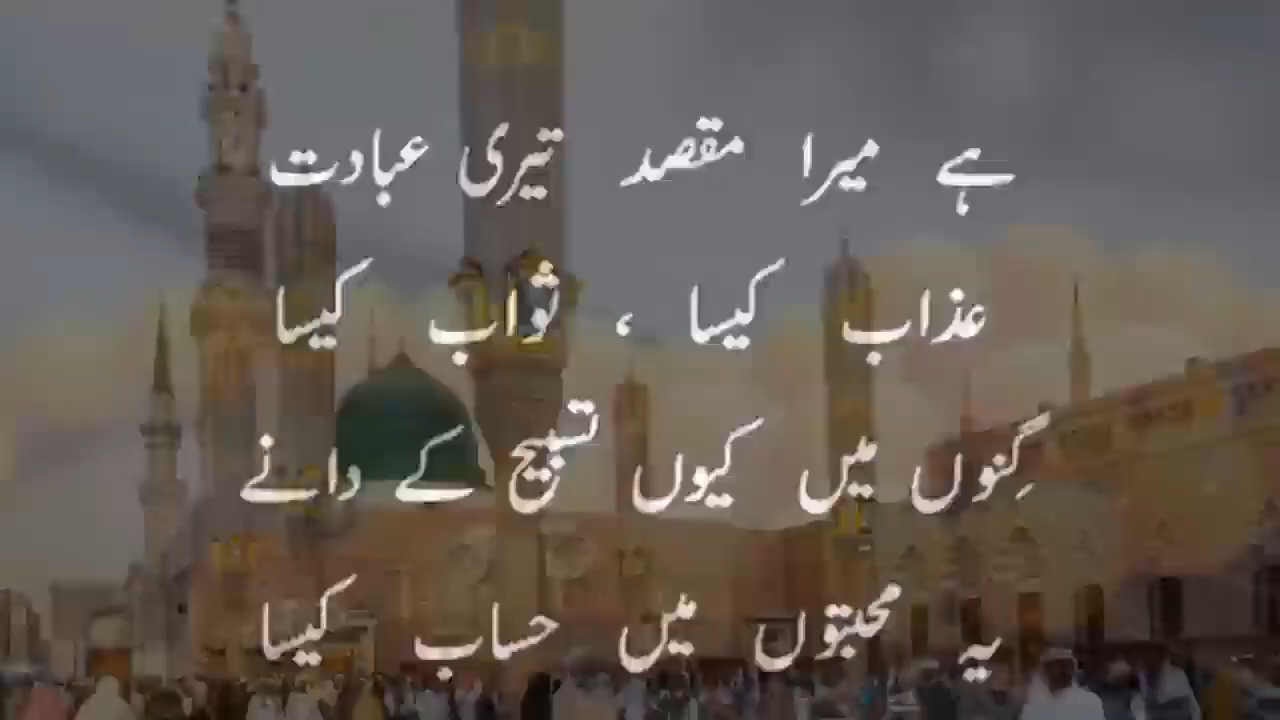 ہے میرا مقصد تیری عبادت
عذاب کیسا ، ثواب کیسا
گِنوں میں کیوں تسبیح کے دانے
یہ محبتوں میں حساب کیسا